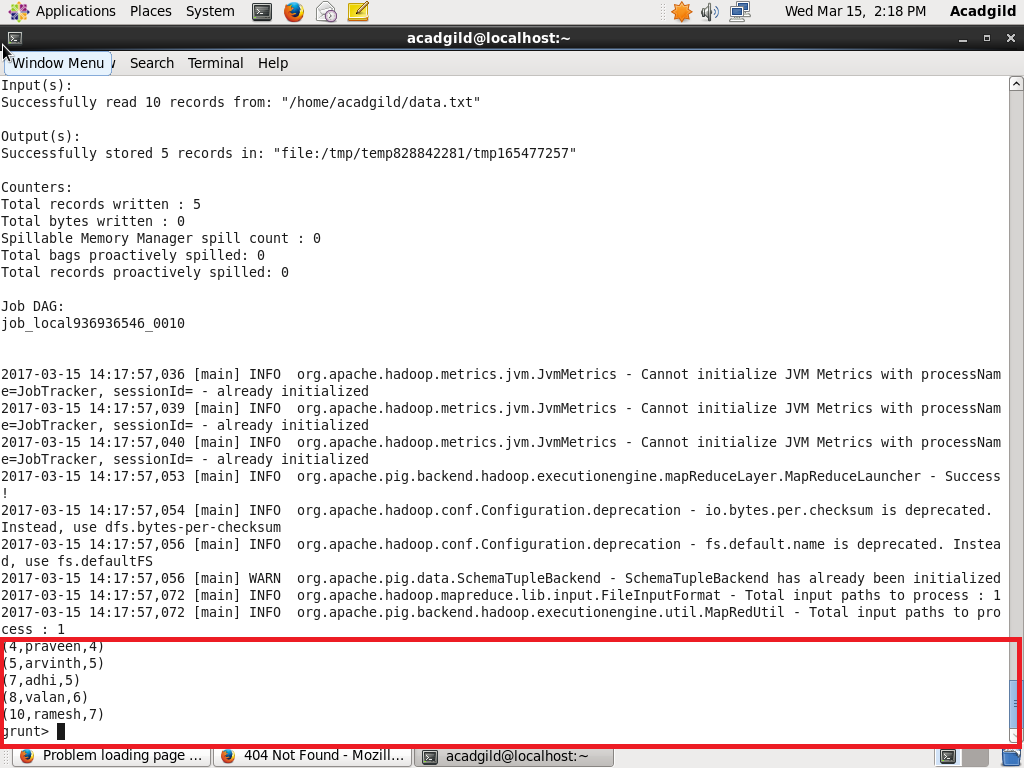 Applications Places System Wed Mar 15, 2:18 PM Acadgild
acadgild@localhost:~
Window Menu Search Terminal Help
Input(s):
Successfully read 10 records from: "/home/acadgild/data.txt"
Output(s):
Successfully stored 5 records in: "file:/tmp/temp828842281/tmp165477257"
Counters:
Total records written : 5
Total bytes written : 0
Spillable Memory Manager spill count : 0
Total bags proactively spilled: 0
Total records proactively spilled: 0
Job DAG:
job_local936936546_0010
2017-03-15 14:17:57,036 [main] INFO  org.apache.hadoop.metrics.jvm.JvmMetrics - Cannot initialize JVM Metrics with processNam
e=JobTracker, sessionId= - already initialized
2017-03-15 14:17:57,039 [main] INFO  org.apache.hadoop.metrics.jvm.JvmMetrics - Cannot initialize JVM Metrics with processNam
e=JobTracker, sessionId= - already initialized
2017-03-15 14:17:57,040 [main] INFO  org.apache.hadoop.metrics.jvm.JvmMetrics - Cannot initialize JVM Metrics with processNam
e=JobTracker, sessionId= - already initialized
2017-03-15 14:17:57,053 [main] INFO  org.apache.pig.backend.hadoop.executionengine.mapReduceLayer.MapReduceLauncher - Success
!
2017-03-15 14:17:57,054 [main] INFO  org.apache.hadoop.conf.Configuration.deprecation - io.bytes.per.checksum is deprecated.
Instead, use dfs.bytes-per-checksum
2017-03-15 14:17:57,056 [main] INFO  org.apache.hadoop.conf.Configuration.deprecation - fs.default.name is deprecated. Instea
d, use fs.defaultFS
2017-03-15 14:17:57,056 [main] WARN  org.apache.pig.data.SchemaTupleBackend - SchemaTupleBackend has already been initialized
2017-03-15 14:17:57,072 [main] INFO  org.apache.hadoop.mapreduce.lib.input.FileInputFormat - Total input paths to process : 1
2017-03-15 14:17:57,072 [main] INFO  org.apache.pig.backend.hadoop.executionengine.util.MapRedUtil - Total input paths to pro
cess : 1
(4,praveen,4)
(5,arvinth,5)
(7,adhi,5)
(8,valan,6)
(10,ramesh,7)
grunt>
Problem loading page ... 404 Not Found - Mozill... acadgild@localhost:~